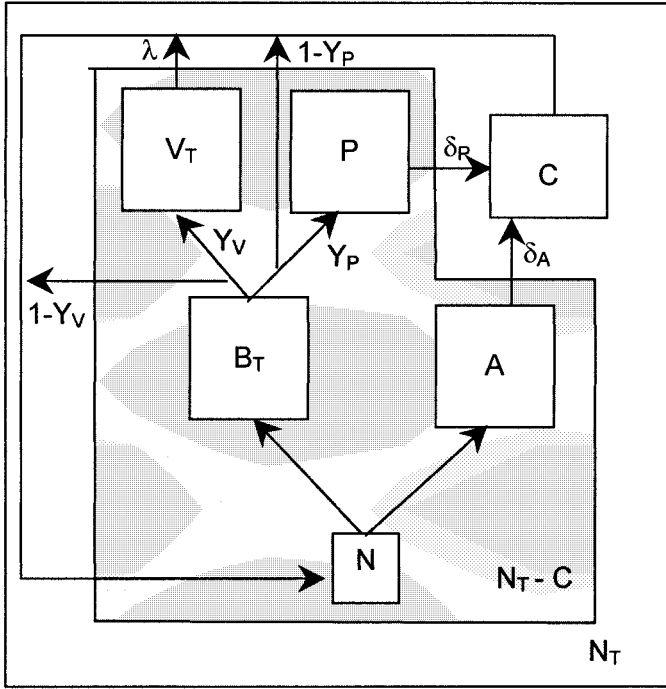 λ
1-Y_P
V_T
P
δ_P
C
Y_V
Y_P
δ_A
1-Y_V
B_T
A
N
N_T - C
N_T